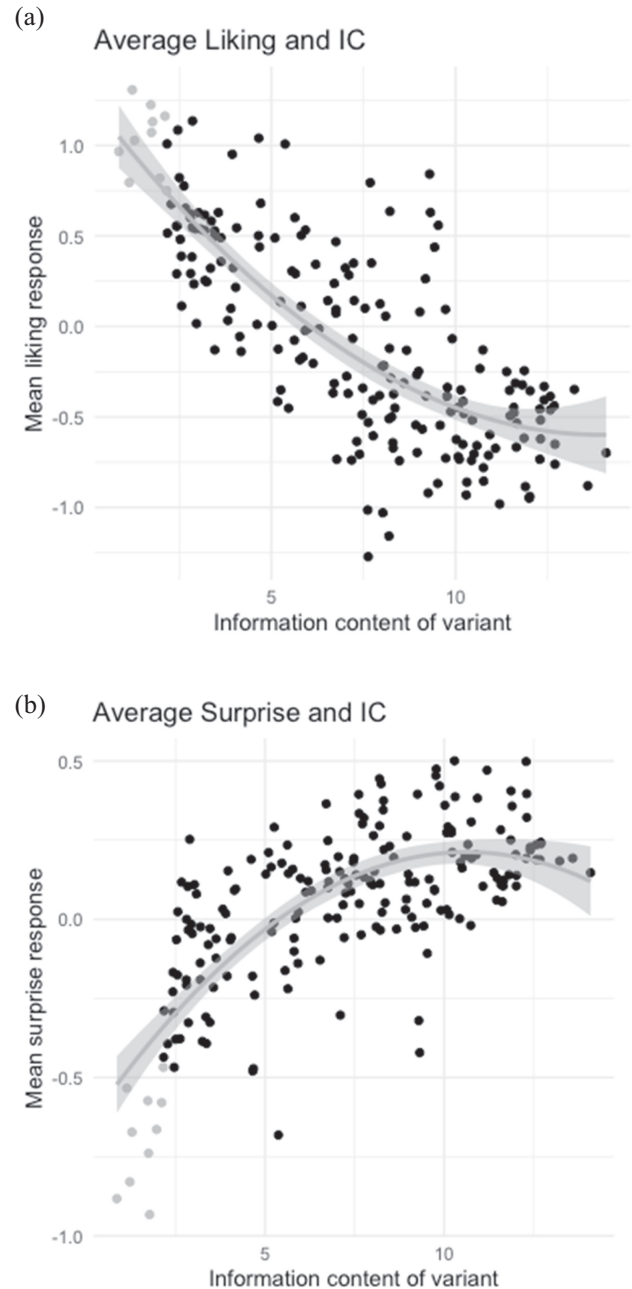 (a)
Average Liking and IC
1.0
0.5
0.0
-0.5
-1.0
Mean liking response
5
10
Information content of variant
(b)
Average Surprise and IC
0.5
0.0
-0.5
-1.0
Mean surprise response
5
10
Information content of variant